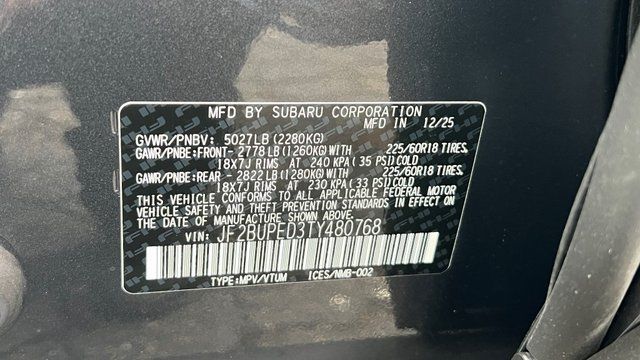 MFD BY SUBARU CORPORATION
MFD IN 12/25
GVWR/PNBV: 5027LB (2280KG)
GAWR/PNBE:FRONT- 2778 LB (1260KG)WITH 225/60R18 TIRES,
18X7J RIMS AT 240 KPA (35 PSI) COLD
GAWR/PNBE:REAR - 2822LB (1280KG)WITH 225/60R18 TIRES,
18X7J RIMS AT 230 KPA (33 PSI) COLD
THIS VEHICLE CONFORMS TO ALL APPLICABLE FEDERAL MOTOR
VEHICLE SAFETY AND THEFT PREVENTION STANDARDS IN EFFECT ON
THE DATE OF MANUFACTURE SHOWN ABOVE.
VIN: JF2BUPED3TY480768
TYPE:MPV/VTUM ICES/NMB-002